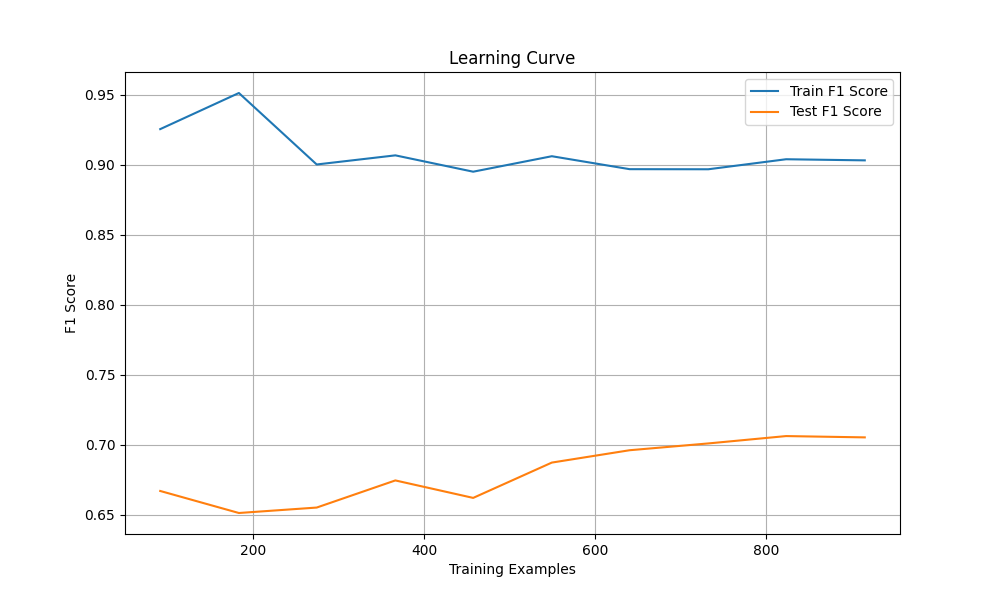 Learning Curve
Train F1 Score
Test F1 Score
0.95
0.90
0.85
0.80
0.75
0.70
0.65
F1 Score
200 400 600 800
Training Examples